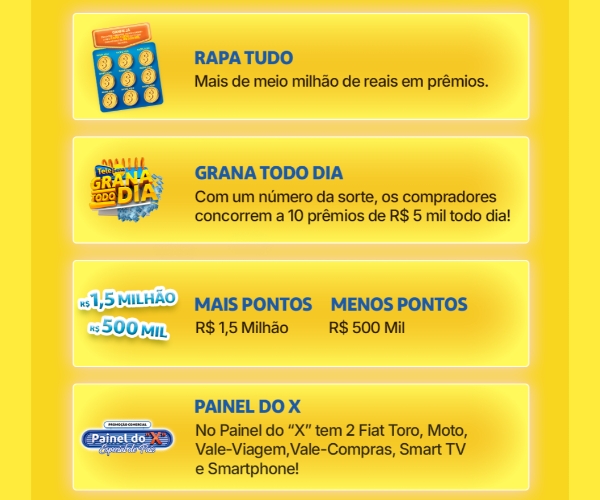 RAPA TUDO
Mais de meio milhão de reais em prêmios.
Tele Sena
GRANA
TODO DIA
GRANA TODO DIA
Com um número da sorte, os compradores
concorrem a 10 prêmios de R$ 5 mil todo dia!
R$ 1,5 MILHÃO
R$ 500 MIL
MAIS PONTOS MENOS PONTOS
R$ 1,5 Milhão R$ 500 Mil
PROMOÇÃO COMERCIAL
Painel do X
PAINEL DO X
No Painel do “X” tem 2 Fiat Toro, Moto,
Vale-Viagem,Vale-Compras, Smart TV
e Smartphone!